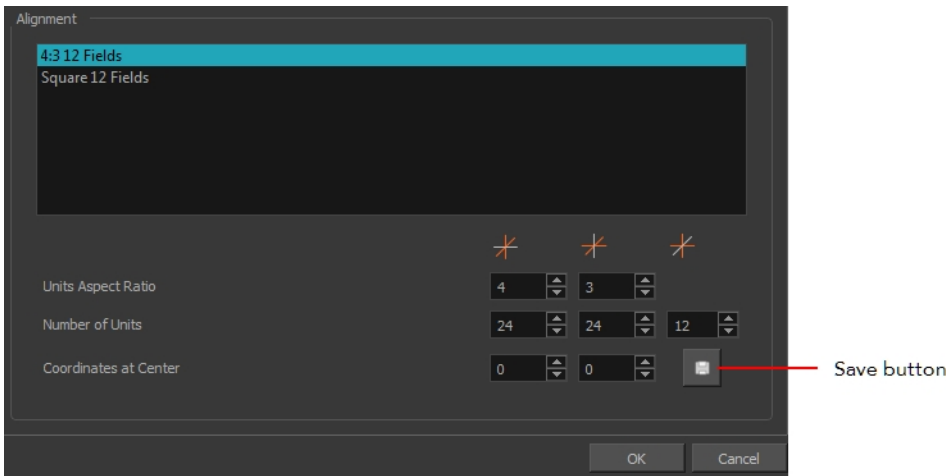 Alignment
4:3 12 Fields
Square 12 Fields
Units Aspect Ratio 4 3
Number of Units 24 24 12
Coordinates at Center 0 0 Save button
OK Cancel